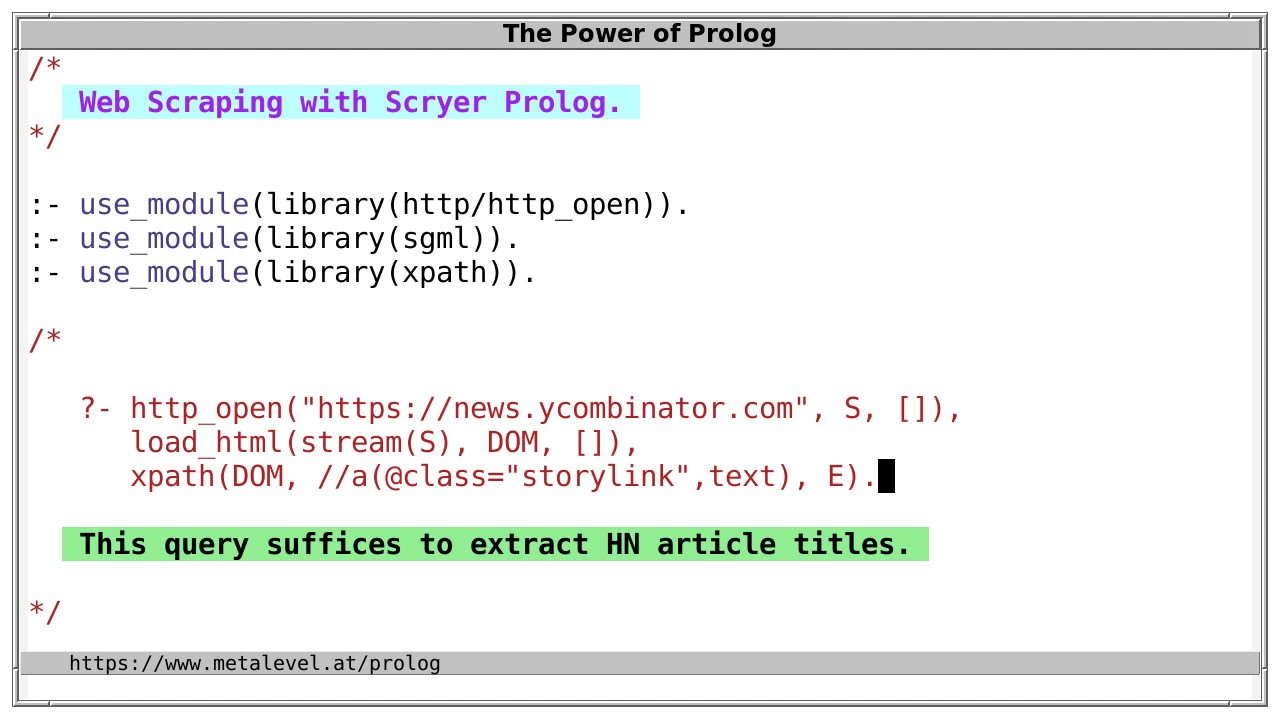 The Power of Prolog
/*
Web Scraping with Scryer Prolog.
*/
:- use_module(library(http/http_open)).
:- use_module(library(sgml)).
:- use_module(library(xpath)).
/*
?- http_open("https://news.ycombinator.com", S, []),
load_html(stream(S), DOM, []),
xpath(DOM, //a(@class="storylink",text), E).
This query suffices to extract HN article titles.
*/
https://www.metalevel.at/prolog